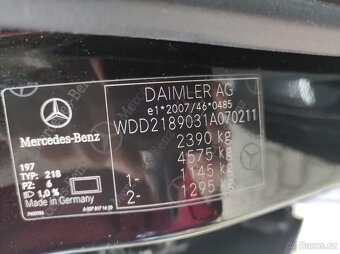 DAIMLER AG
e1*2007/46*0485
WDD2189031A070211
2390 kg
4575 kg
1- 1145 kg
2- 1295 kg
Mercedes-Benz
197
TYP: 218
PZ: 6
1,0 %
Made in Germany